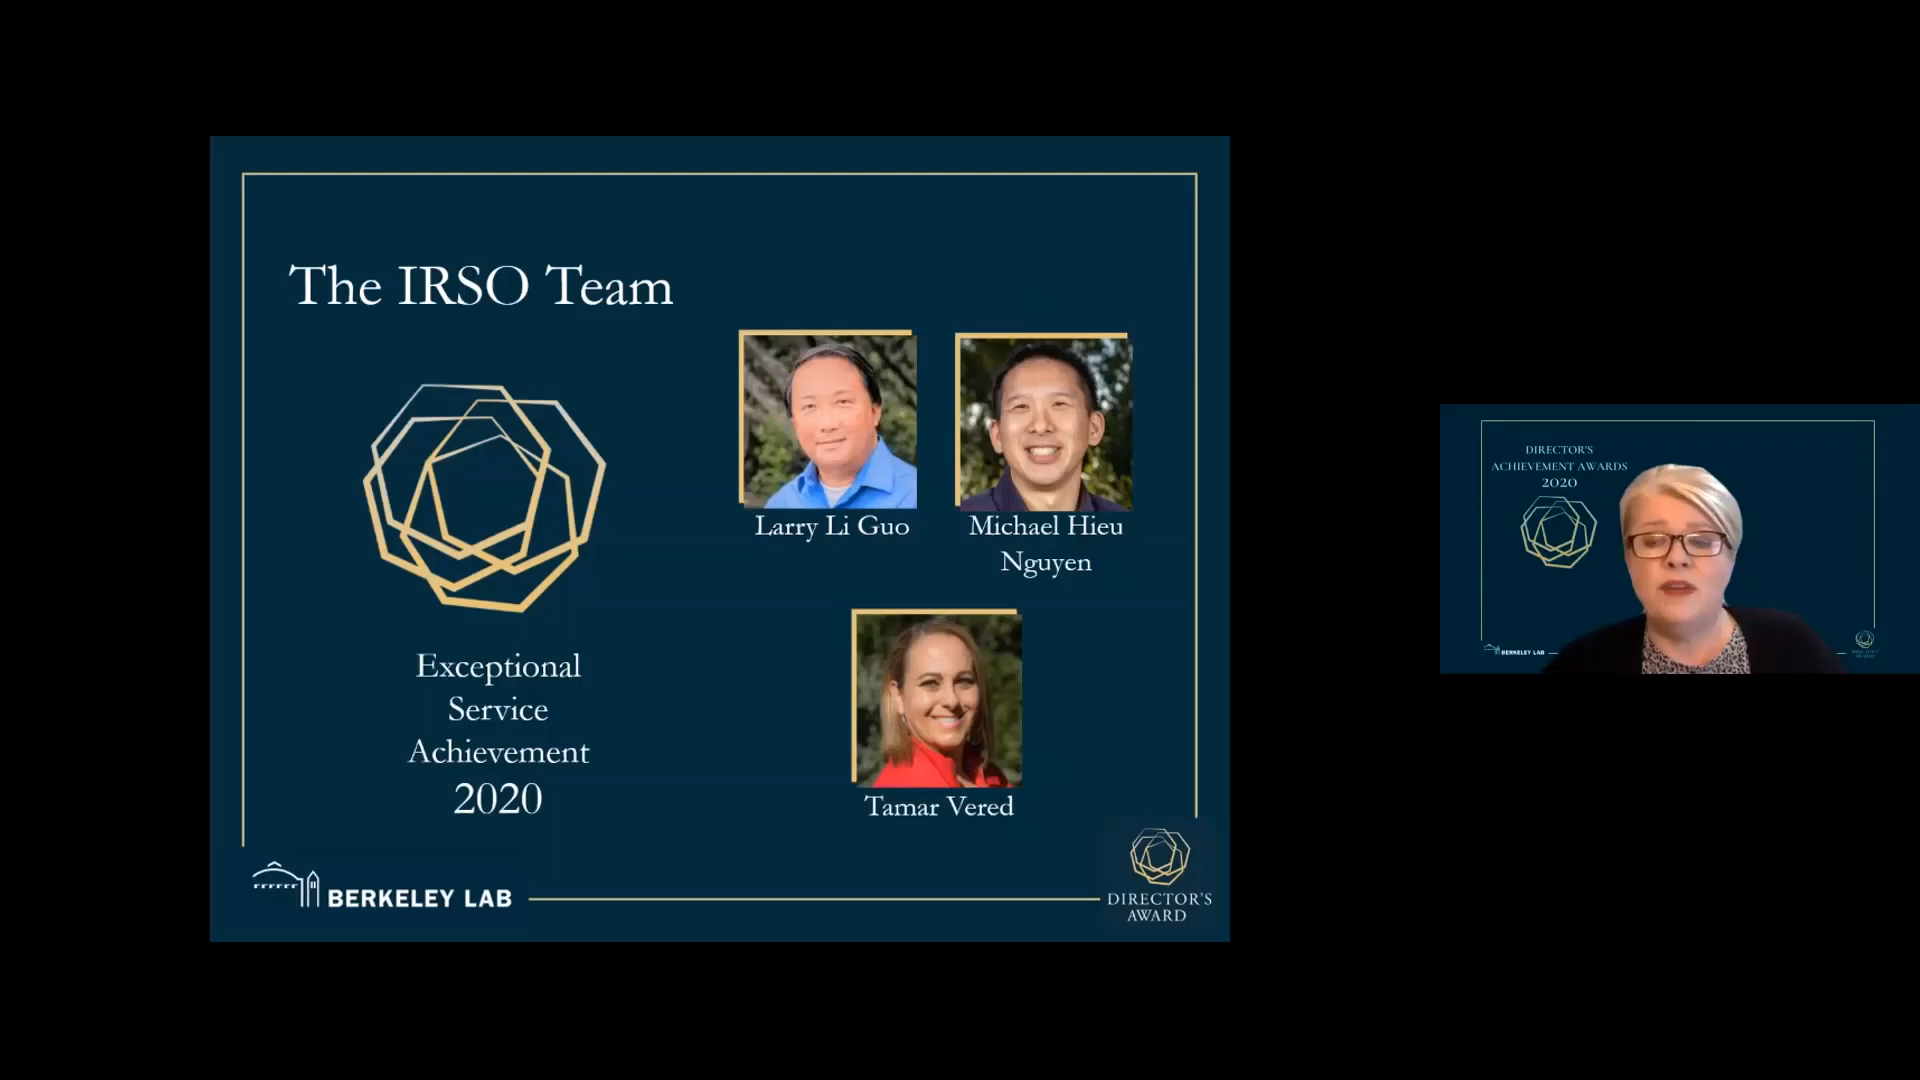 The IRSO Team
Larry Li Guo
Michael Hieu
Nguyen
Tamar Vered
Exceptional
Service
Achievement
2020
BERKELEY LAB
DIRECTOR'S
AWARD
DIRECTOR'S
ACHIEVEMENT AWARDS
2020
BERKELEY LAB